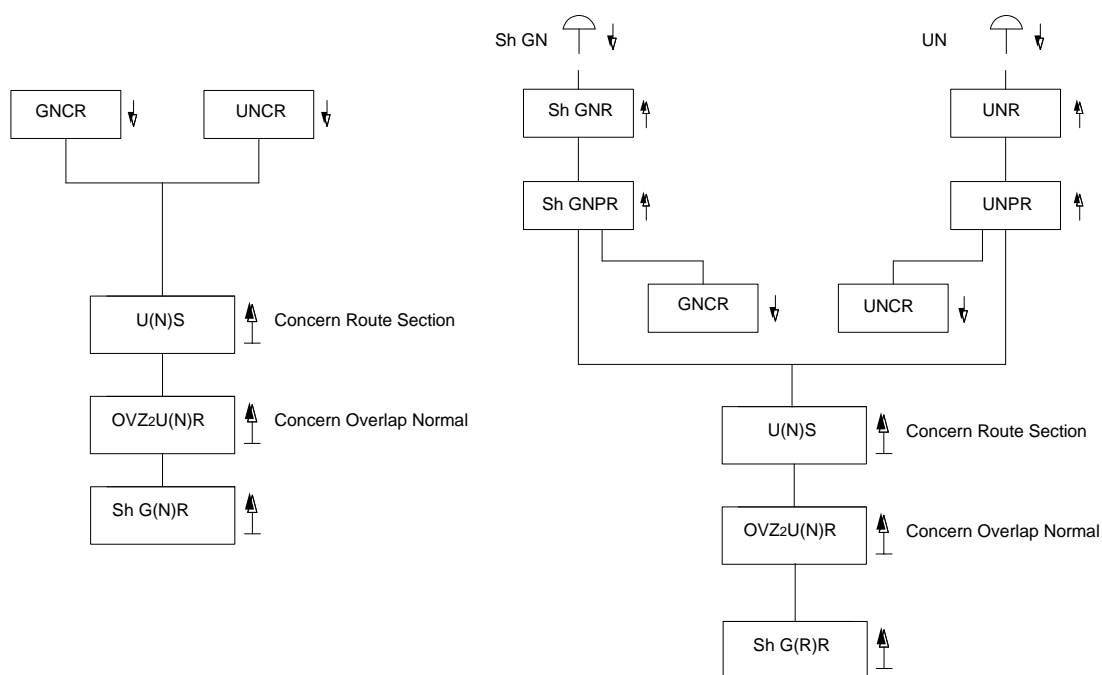 Sh GN
UN
GNCR
UNCR
Sh GNR
UNR
Sh GNPR
UNPR
GNCR
UNCR
U(N)S
Concern Route Section
OVZ2U(N)R
Concern Overlap Normal
Sh G(N)R
U(N)S
Concern Route Section
OVZ2U(N)R
Concern Overlap Normal
Sh G(R)R